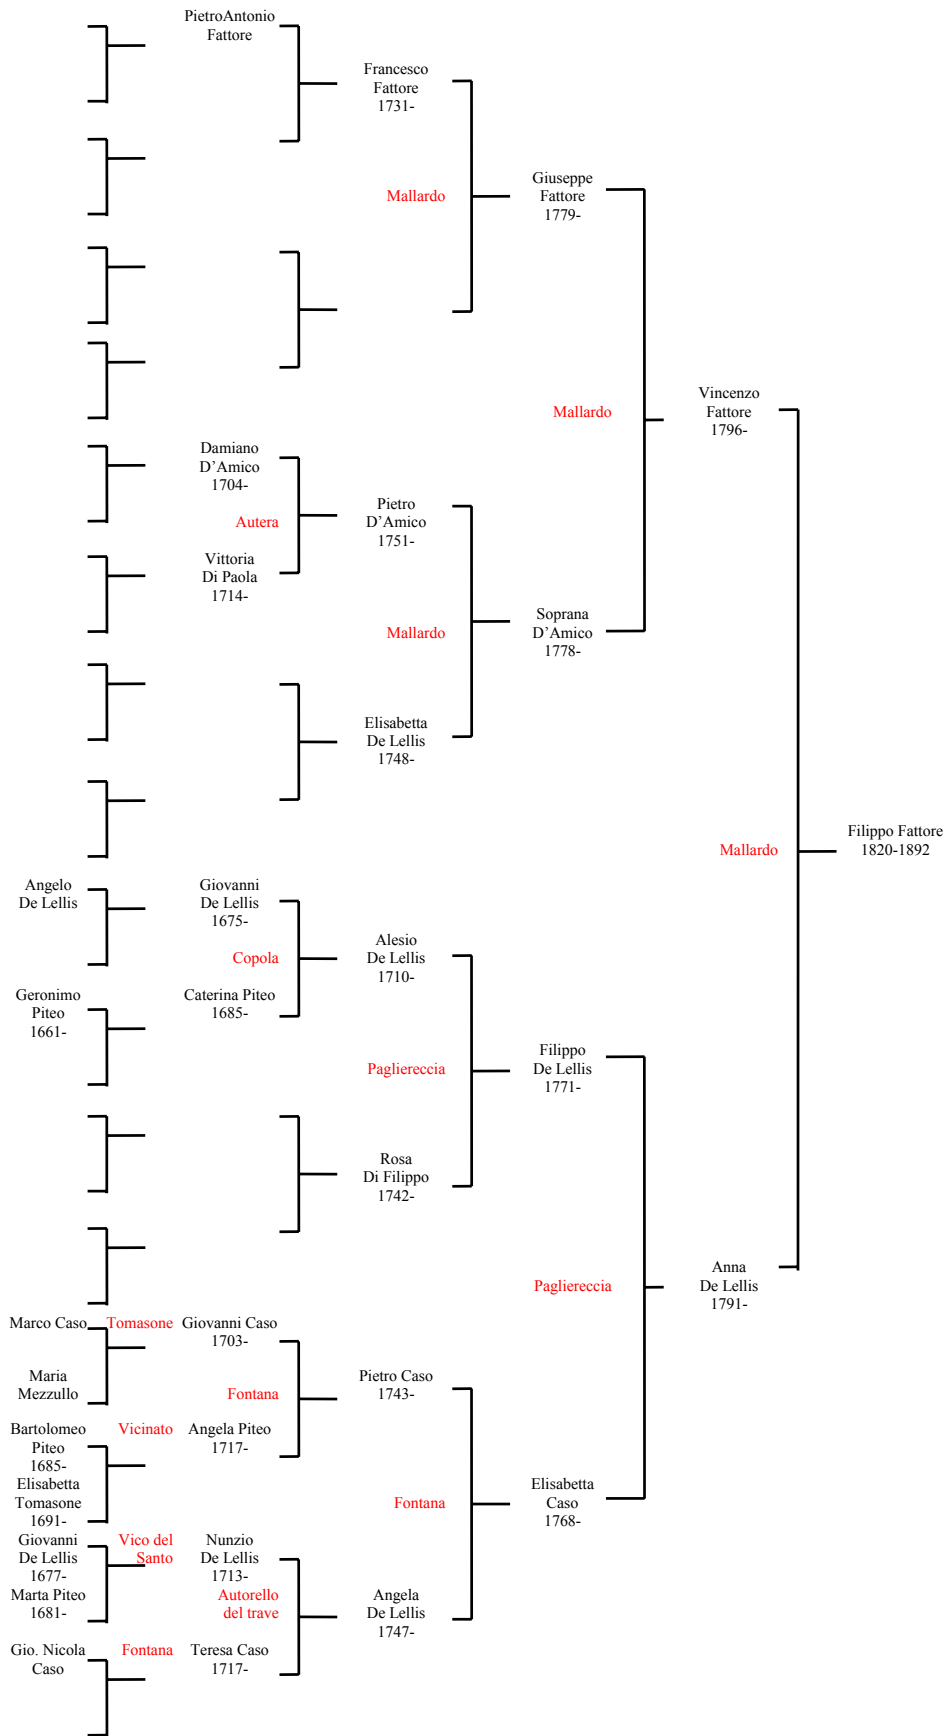 PietroAntonio
Fattore
Francesco
Fattore
1731-
Mallardo
Giuseppe
Fattore
1779-
Mallardo
Vincenzo
Fattore
1796-
Damiano
D’Amico
1704-
Autera
Pietro
D’Amico
1751-
Vittoria
Di Paola
1714-
Mallardo
Soprana
D’Amico
1778-
Elisabetta
De Lellis
1748-
Mallardo
Filippo Fattore
1820-1892
Angelo
De Lellis
Giovanni
De Lellis
1675-
Copola
Alesio
De Lellis
1710-
Geronimo
Piteo
1661-
Caterina Piteo
1685-
Pagliereccia
Filippo
De Lellis
1771-
Rosa
Di Filippo
1742-
Pagliereccia
Anna
De Lellis
1791-
Marco Caso
Tomasone
Giovanni Caso
1703-
Maria
Mezzullo
Fontana
Pietro Caso
1743-
Bartolomeo
Piteo
1685-
Vicinato
Angela Piteo
1717-
Elisabetta
Tomasone
1691-
Fontana
Elisabetta
Caso
1768-
Giovanni
De Lellis
1677-
Vico del
Santo
Nunzio
De Lellis
1713-
Marta Piteo
1681-
Autorello
del trave
Angela
De Lellis
1747-
Gio. Nicola
Caso
Fontana
Teresa Caso
1717-